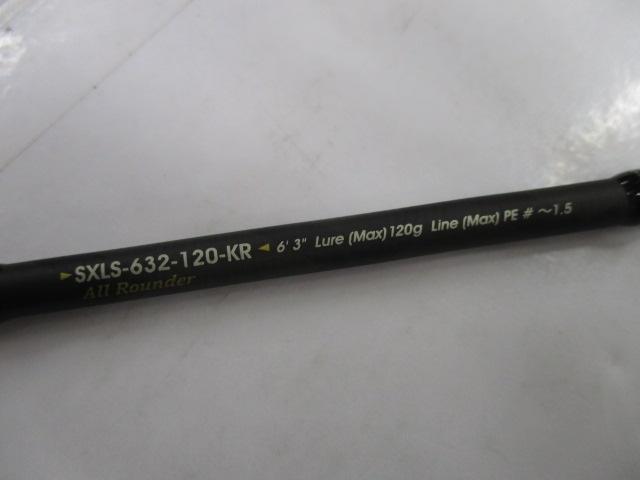 SXLS-632-120-KR 6' 3" Lure (Max) 120g Line (Max) PE # ～1.5
All Rounder